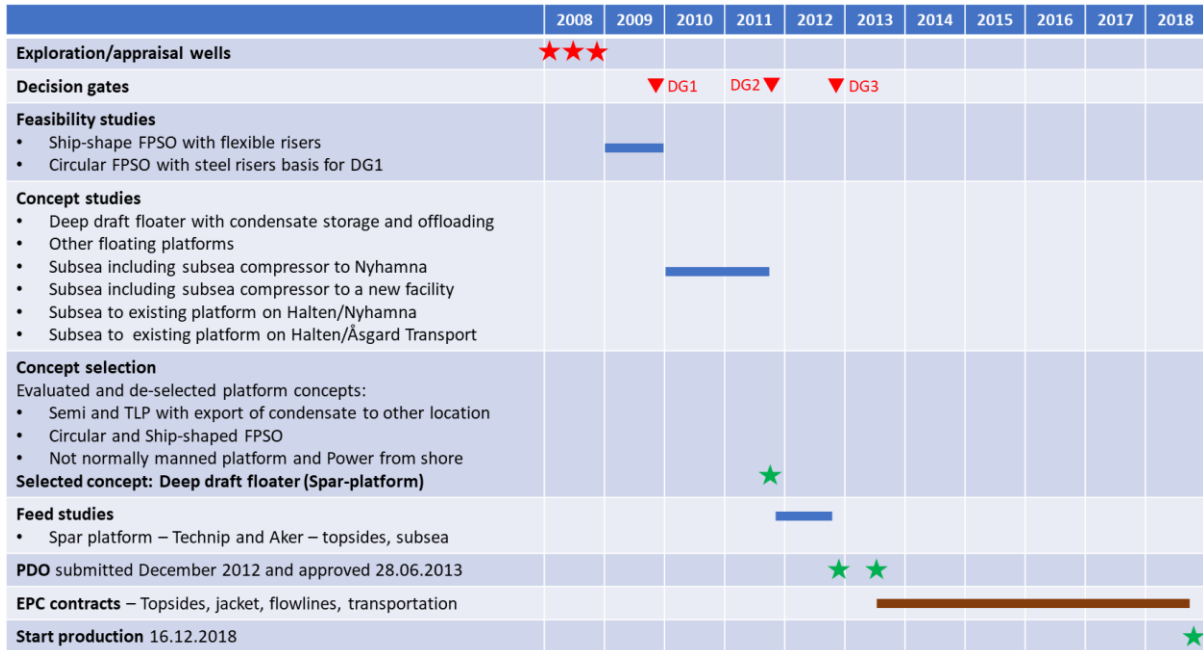 2008 2009 2010 2011 2012 2013 2014 2015 2016 2017 2018
Exploration/appraisal wells
Decision gates DG1 DG2 DG3
Feasibility studies
• Ship-shape FPSO with flexible risers
• Circular FPSO with steel risers basis for DG1
Concept studies
• Deep draft floater with condensate storage and offloading
• Other floating platforms
• Subsea including subsea compressor to Nyhamna
• Subsea including subsea compressor to a new facility
• Subsea to existing platform on Halten/Nyhamna
• Subsea to existing platform on Halten/Åsgard Transport
Concept selection
Evaluated and de-selected platform concepts:
• Semi and TLP with export of condensate to other location
• Circular and Ship-shaped FPSO
• Not normally manned platform and Power from shore
Selected concept: Deep draft floater (Spar-platform)
Feed studies
• Spar platform – Technip and Aker – topsides, subsea
PDO submitted December 2012 and approved 28.06.2013
EPC contracts – Topsides, jacket, flowlines, transportation
Start production 16.12.2018